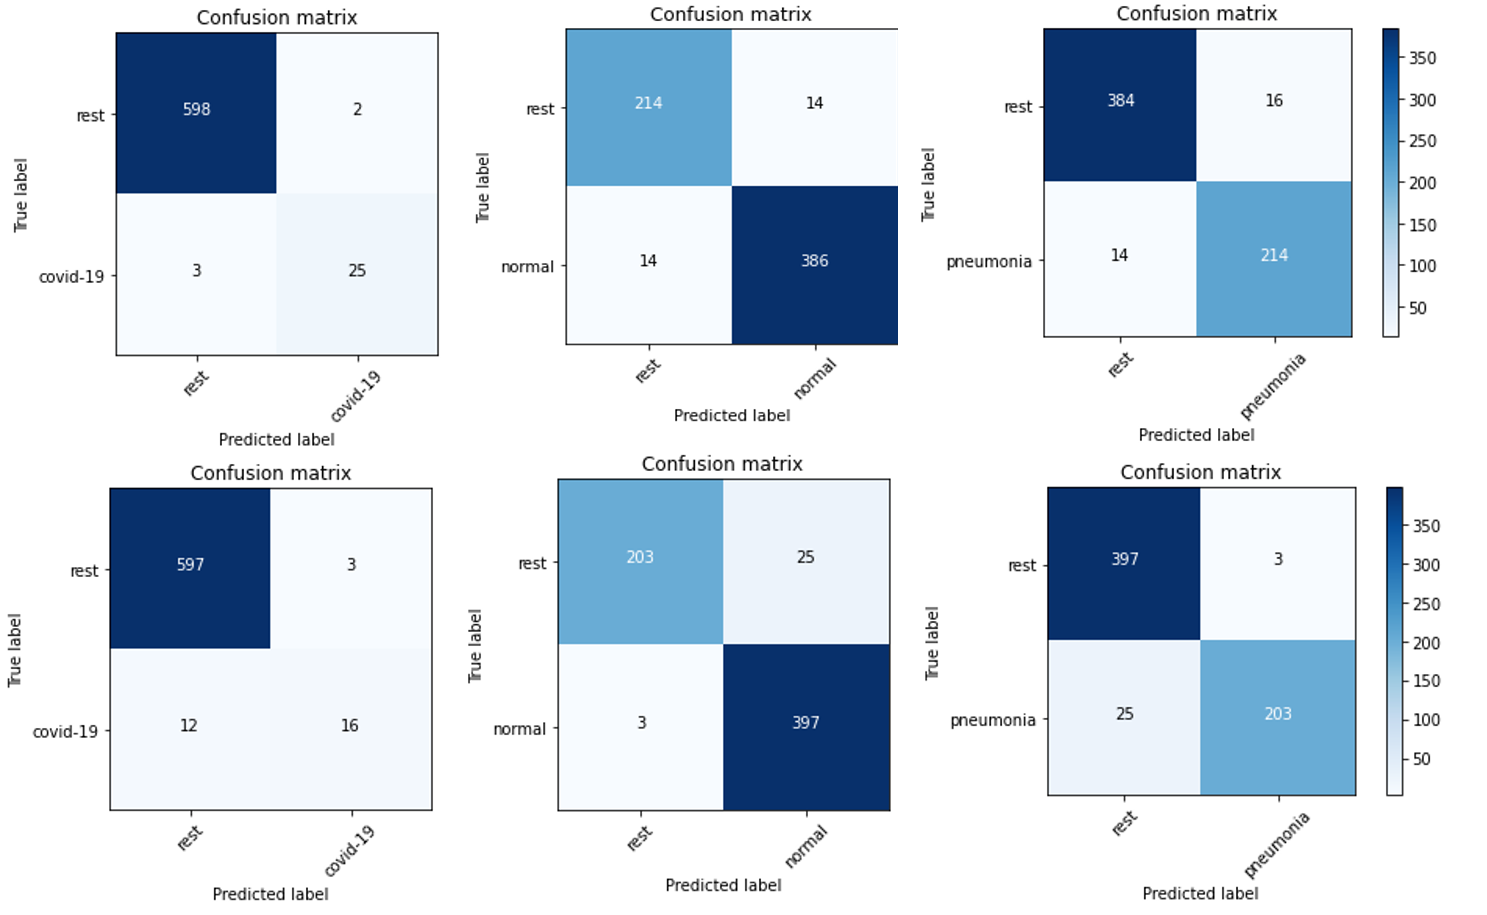 Confusion matrix
rest
598
2
True label
covid-19
3
25
rest
covid-19
Predicted label
Confusion matrix
rest
214
14
True label
normal
14
386
rest
normal
Predicted label
Confusion matrix
rest
384
16
True label
pneumonia
14
214
rest
pneumonia
Predicted label
350
300
250
200
150
100
50
Confusion matrix
rest
597
3
True label
covid-19
12
16
rest
covid-19
Predicted label
Confusion matrix
rest
203
25
True label
normal
3
397
rest
normal
Predicted label
Confusion matrix
rest
397
3
True label
pneumonia
25
203
rest
pneumonia
Predicted label
350
300
250
200
150
100
50